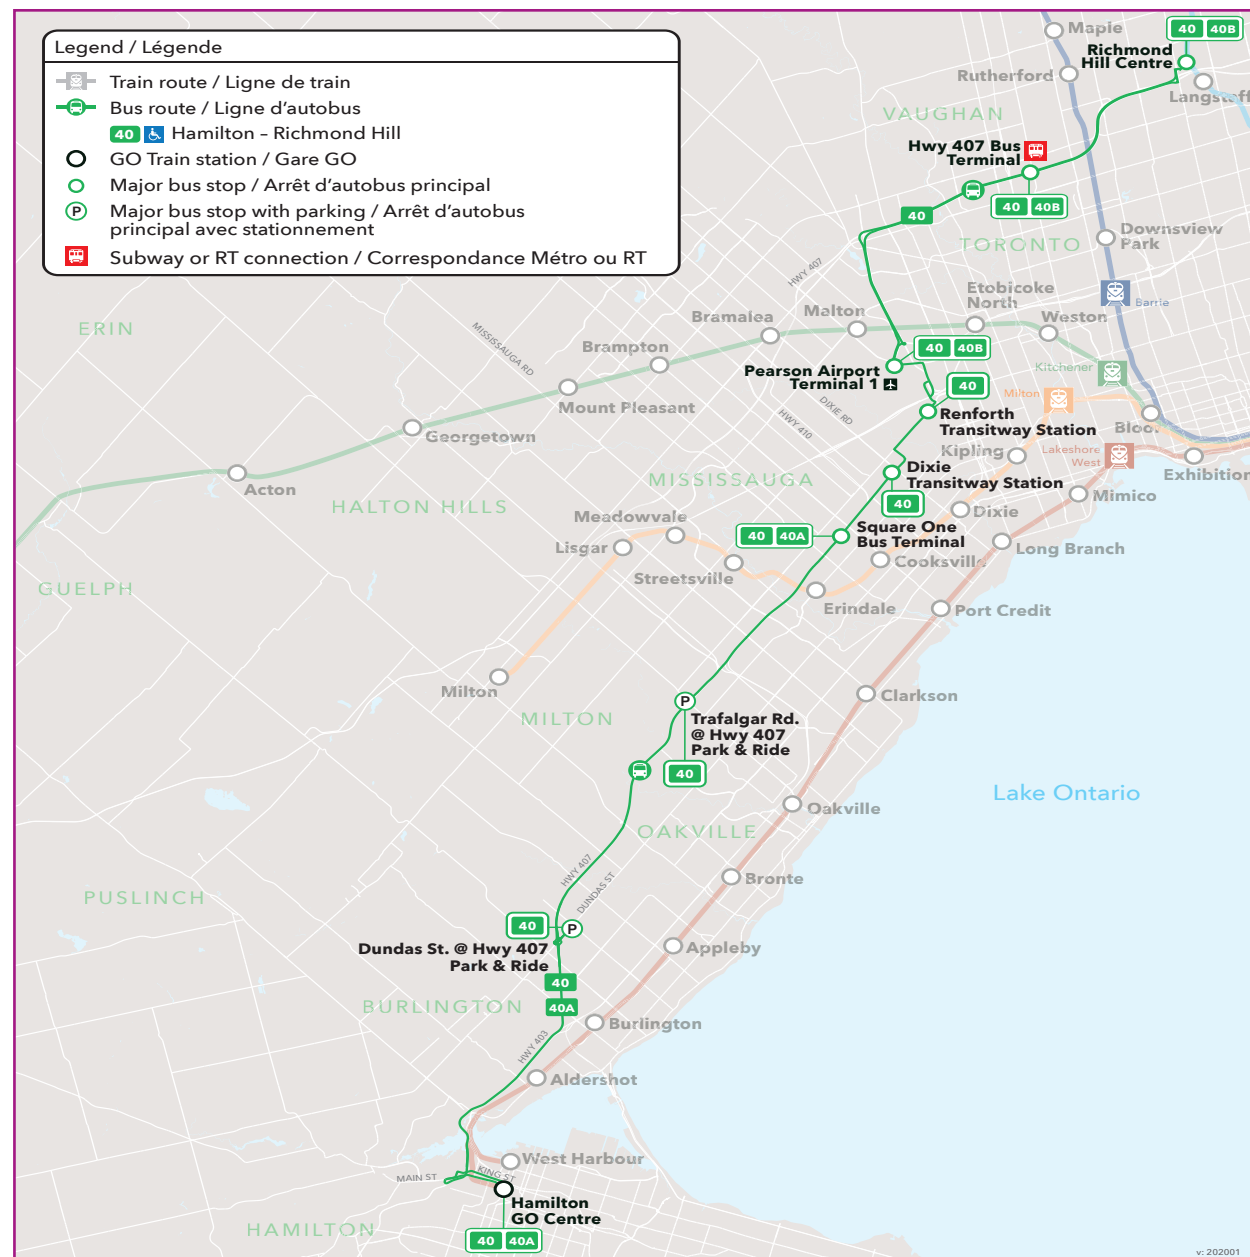 Legend / Légende
Train route / Ligne de train
Bus route / Ligne d'autobus
40 Hamilton – Richmond Hill
GO Train station / Gare GO
Major bus stop / Arrêt d'autobus principal
P Major bus stop with parking / Arrêt d'autobus
principal avec stationnement
Subway or RT connection / Correspondance Métro ou RT
Maple
40 40B
Richmond
Hill Centre
Rutherford
Langstaff
VAUGHAN
Hwy 407 Bus
Terminal
40 40B
40
TORONTO
Downsview
Park
HWY 407
Etobicoke
North
Barrie
ERIN
Bramalea
Malton
Weston
MISSISSAUGA RD
Brampton
40 40B
Kitchener
Pearson Airport
Terminal 1
40
Milton
DIXIE RD
HWY 410
Mount Pleasant
Renforth
Transitway Station
Bloor
Georgetown
Kipling
Lakeshore
West
Exhibition
Acton
MISSISSAUGA
Dixie
Transitway Station
Mimico
HALTON HILLS
40
Dixie
Meadowvale
40 40A
Square One
Bus Terminal
Lisgar
Long Branch
Streetsville
Cooksville
GUELPH
Erindale
Port Credit
Milton
Clarkson
P
MILTON
Trafalgar Rd.
@ Hwy 407
Park & Ride
40
Lake Ontario
Oakville
OAKVILLE
HWY 407
DUNDAS ST
Bronte
PUSLINCH
40
P
Dundas St. @ Hwy 407
Park & Ride
Appleby
40
40A
BURLINGTON
Burlington
HWY 403
Aldershot
West Harbour
MAIN ST
KING ST
Hamilton
GO Centre
HAMILTON
40 40A
v: 202001